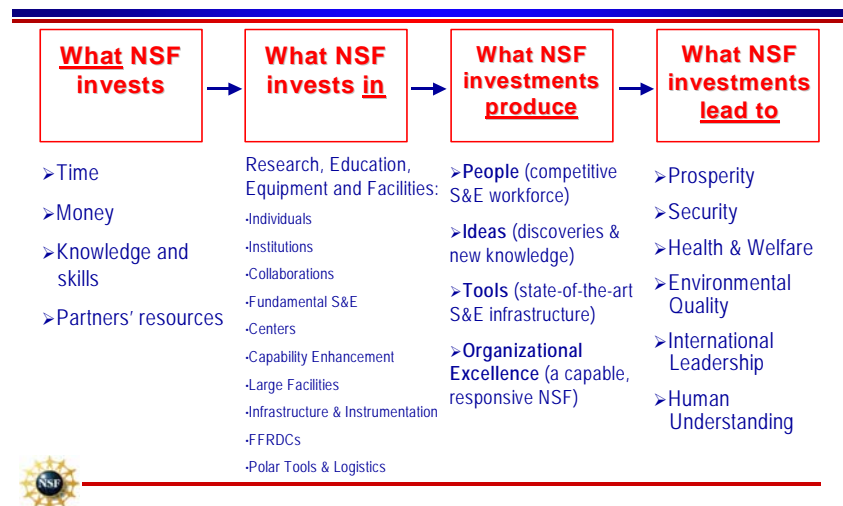 What NSF
invests
What NSF
invests in
What NSF
investments
produce
What NSF
investments
lead to
➢Time
➢Money
➢Knowledge and
skills
➢Partners' resources
Research, Education,
Equipment and Facilities:
•Individuals
•Institutions
•Collaborations
•Fundamental S&E
•Centers
•Capability Enhancement
•Large Facilities
•Infrastructure & Instrumentation
•FFRDCs
•Polar Tools & Logistics
➢People (competitive
S&E workforce)
➢Ideas (discoveries &
new knowledge)
➢Tools (state-of-the-art
S&E infrastructure)
➢Organizational
Excellence (a capable,
responsive NSF)
➢Prosperity
➢Security
➢Health & Welfare
➢Environmental
Quality
➢International
Leadership
➢Human
Understanding
NSF